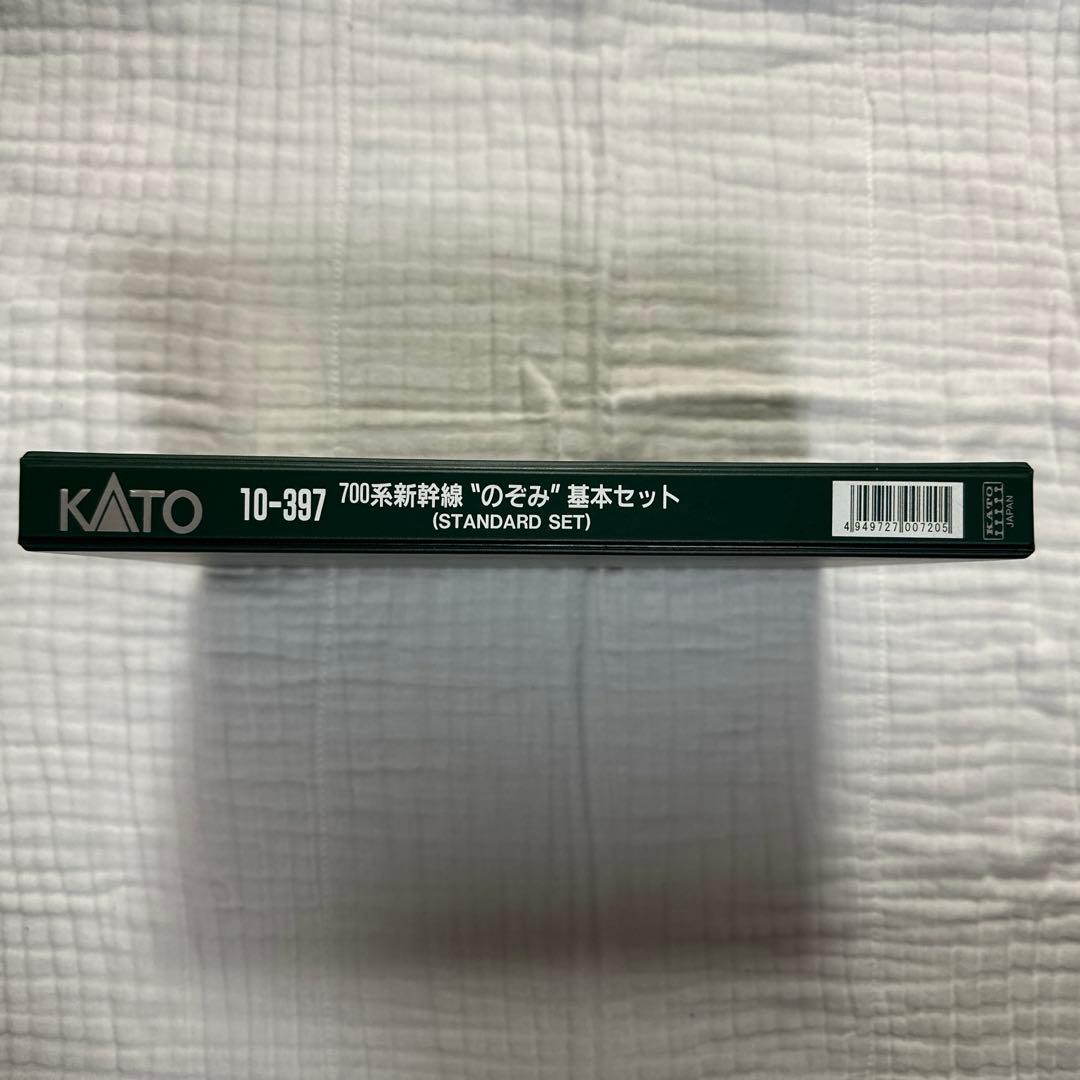 KATO
10-397
700系新幹線 〝のぞみ〟 基本セット
(STANDARD SET)
4 949727 007205
KATO
JAPAN